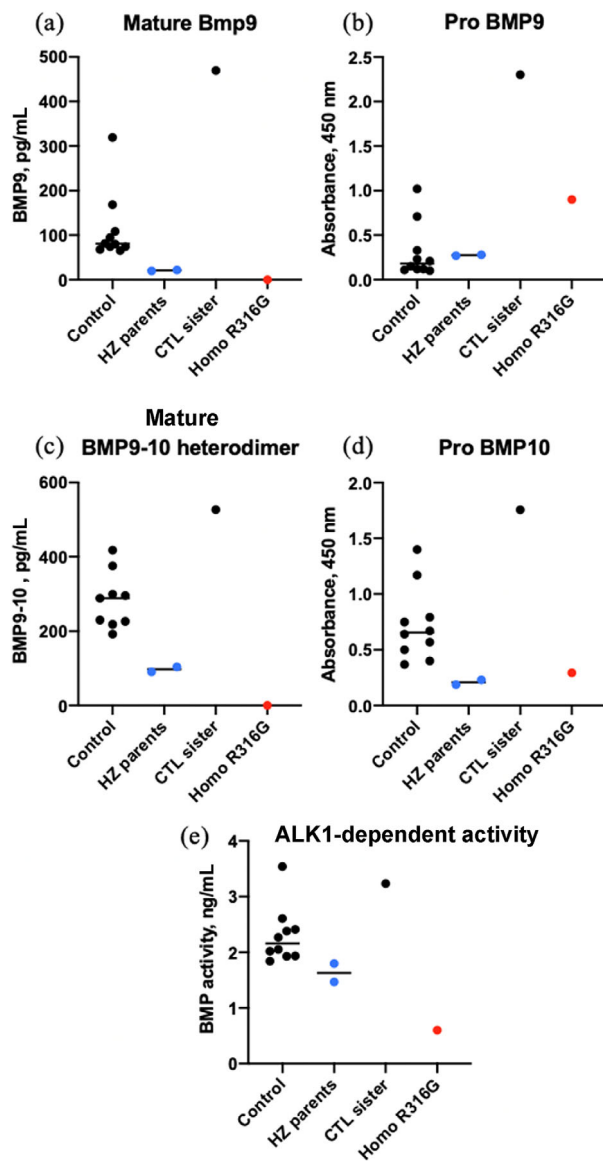 (a)
Mature Bmp9
BMP9, pg/mL
500
400
300
200
100
0
Control
HZ parents
CTL sister
Homo R316G
(b)
Pro BMP9
Absorbance, 450 nm
2.5
2.0
1.5
1.0
0.5
0.0
Control
HZ parents
CTL sister
Homo R316G
(c)
Mature
BMP9-10 heterodimer
BMP9-10 , pg/mL
600
400
200
0
Control
HZ parents
CTL sister
Homo R316G
(d)
Pro BMP10
Absorbance, 450 nm
2.0
1.5
1.0
0.5
0.0
Control
HZ parents
CTL sister
Homo R316G
(e)
ALK1-dependent activity
BMP activity, ng/mL
4
3
2
1
0
Control
HZ parents
CTL sister
Homo R316G